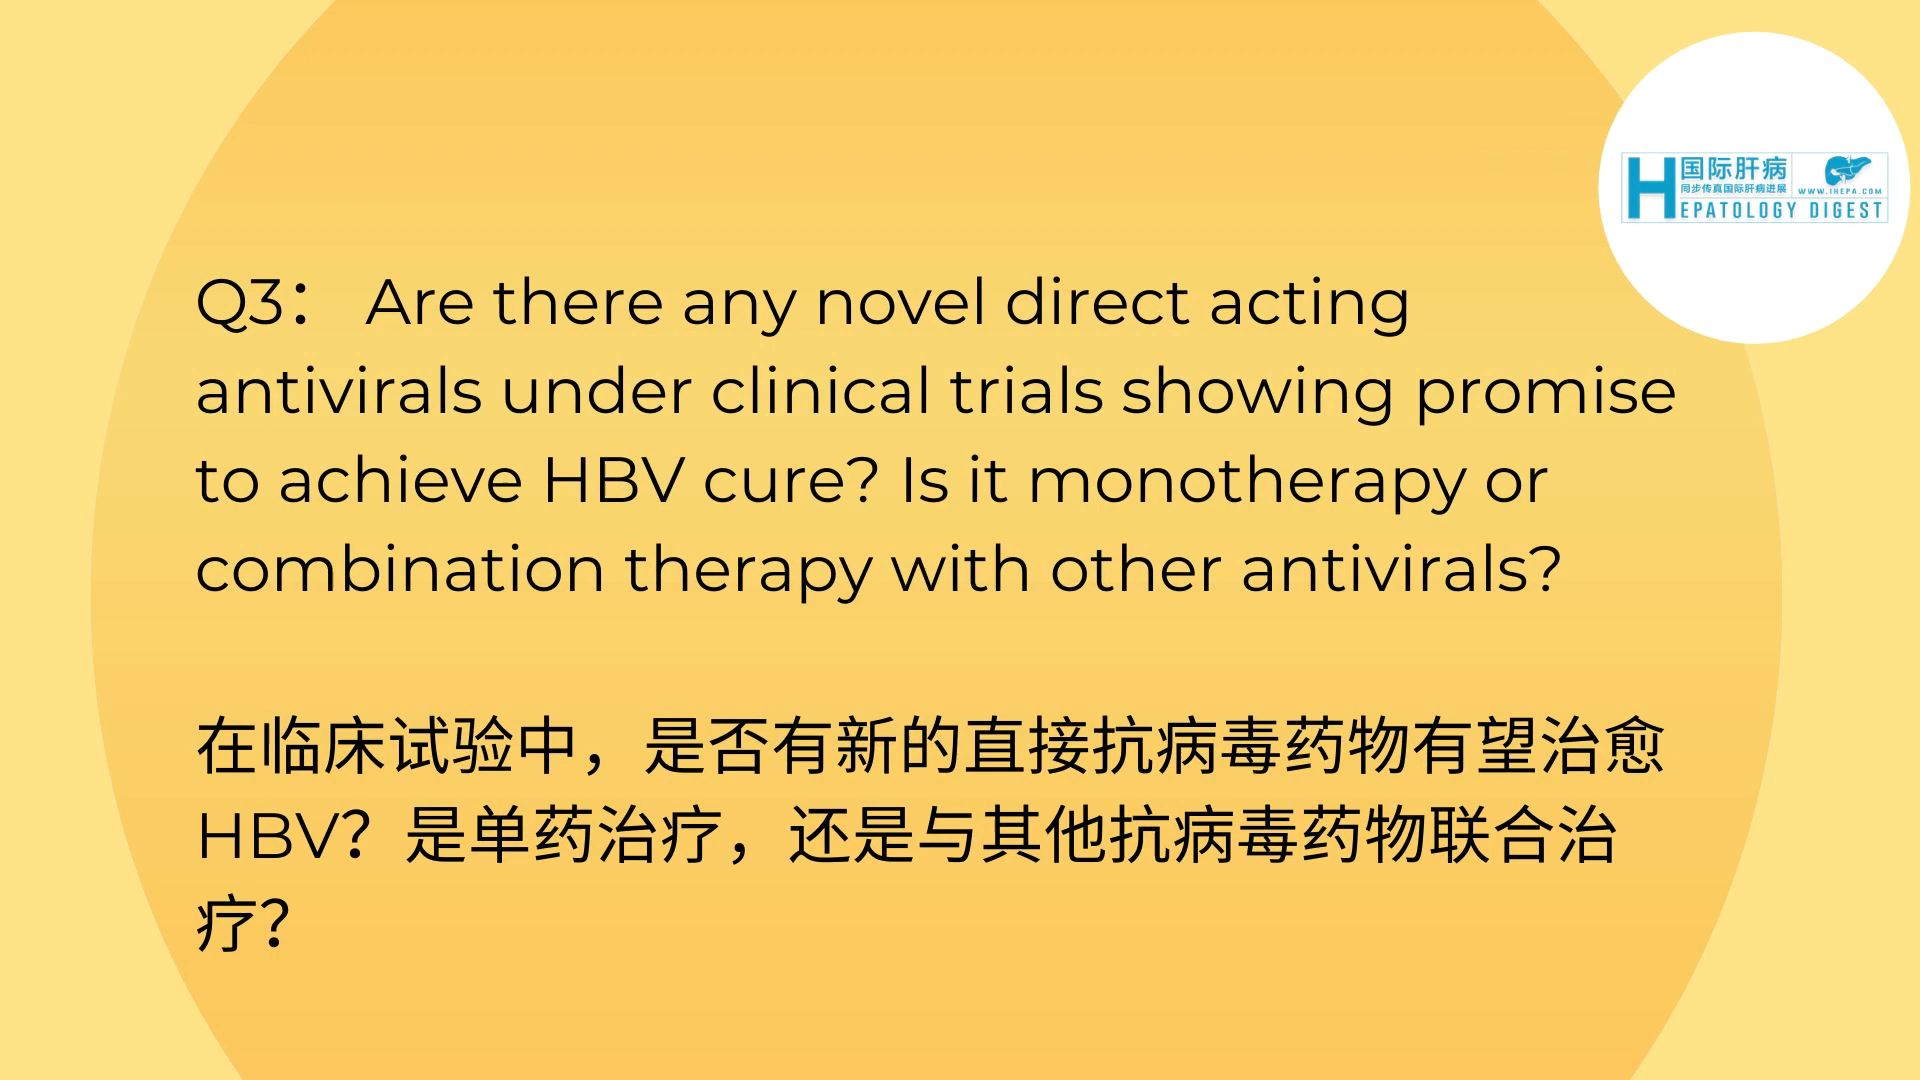 国际肝病
同步传真国际肝病进展
WWW.IHEPA.COM
HEPATOLOGY DIGEST
Q3： Are there any novel direct acting
antivirals under clinical trials showing promise
to achieve HBV cure? Is it monotherapy or
combination therapy with other antivirals?
在临床试验中，是否有新的直接抗病毒药物有望治愈
HBV？是单药治疗，还是与其他抗病毒药物联合治
疗？